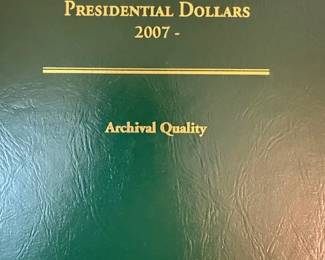 Presidential Dollars
2007 -
Archival Quality